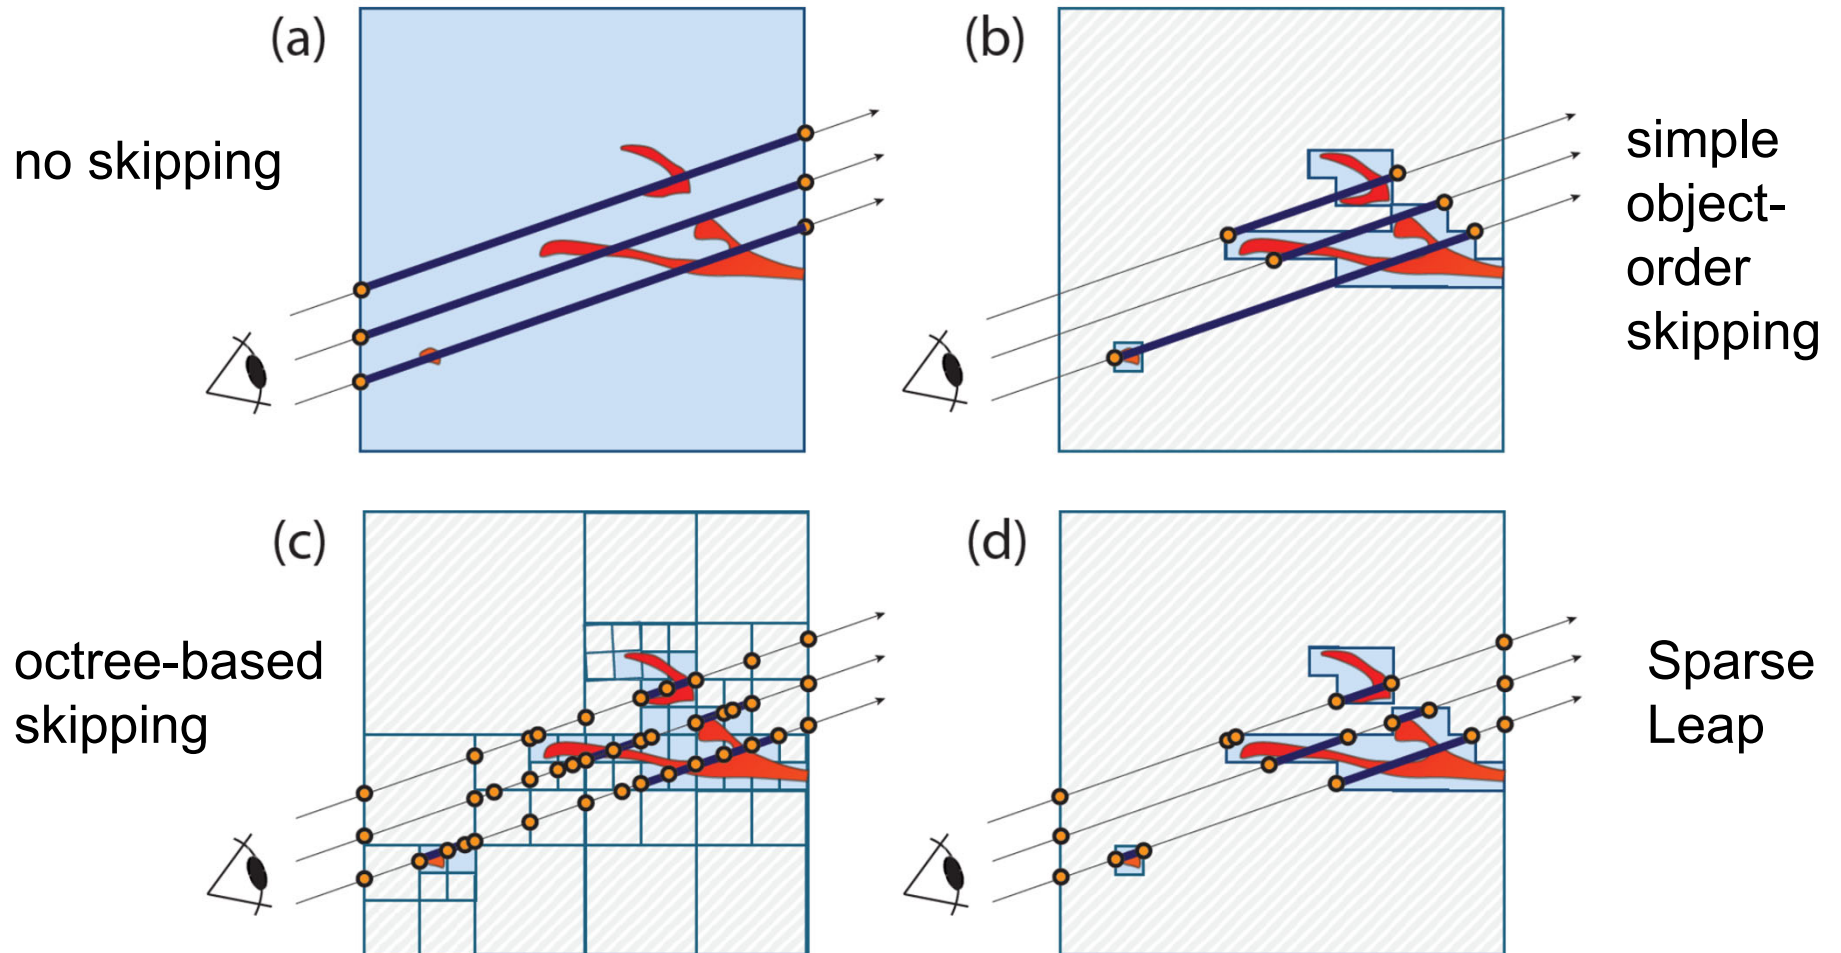 (a)
no skipping
(b)
simple
object-
order
skipping
(c)
octree-based
skipping
(d)
Sparse
Leap